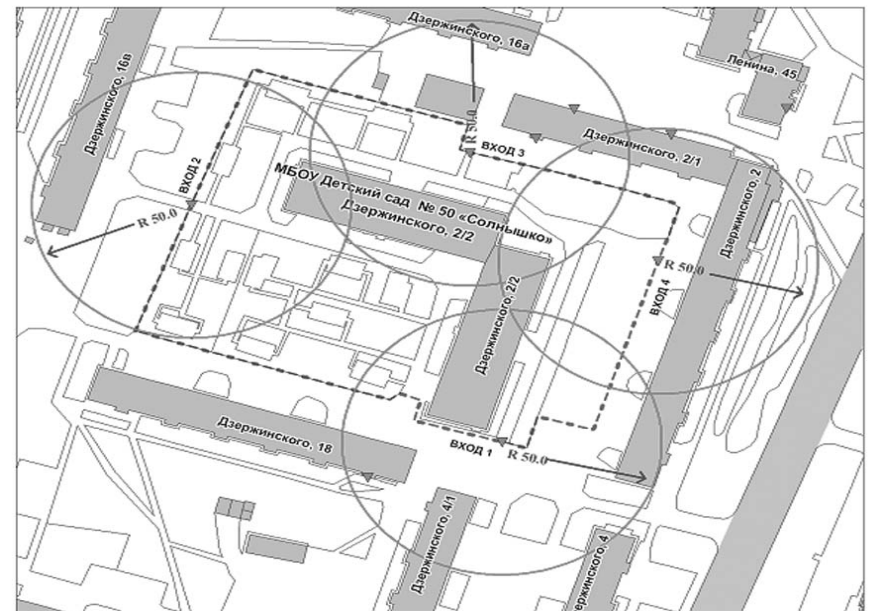 Дзержинского, 16а
Ленина, 45
Дзержинского, 16в
R 50.0
Дзержинского, 2/1
ВХОД 3
ВХОД 2
МБОУ Детский сад № 50 «Солнышко»
Дзержинского, 2/2
Дзержинского, 2
R 50.0
R 50.0
ВХОД 4
Дзержинского, 2/2
Дзержинского, 18
ВХОД 1
R 50.0
Дзержинского, 4/1
зержинского, 4